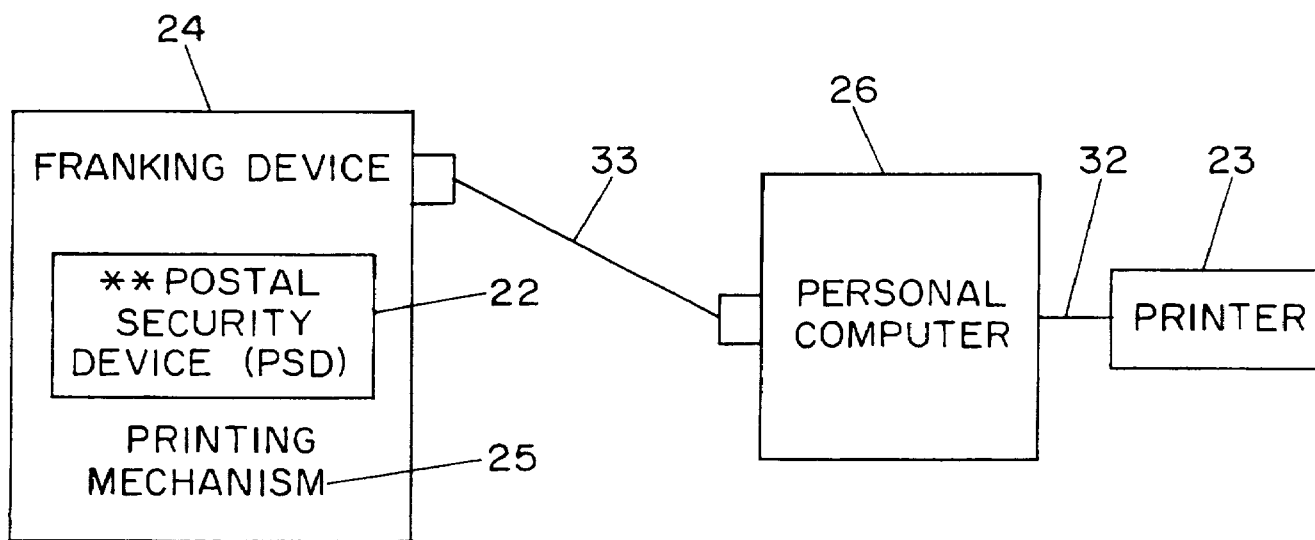 24
FRANKING DEVICE
** POSTAL
SECURITY
DEVICE (PSD)
22
PRINTING
MECHANISM
25
33
26
PERSONAL
COMPUTER
32
23
PRINTER